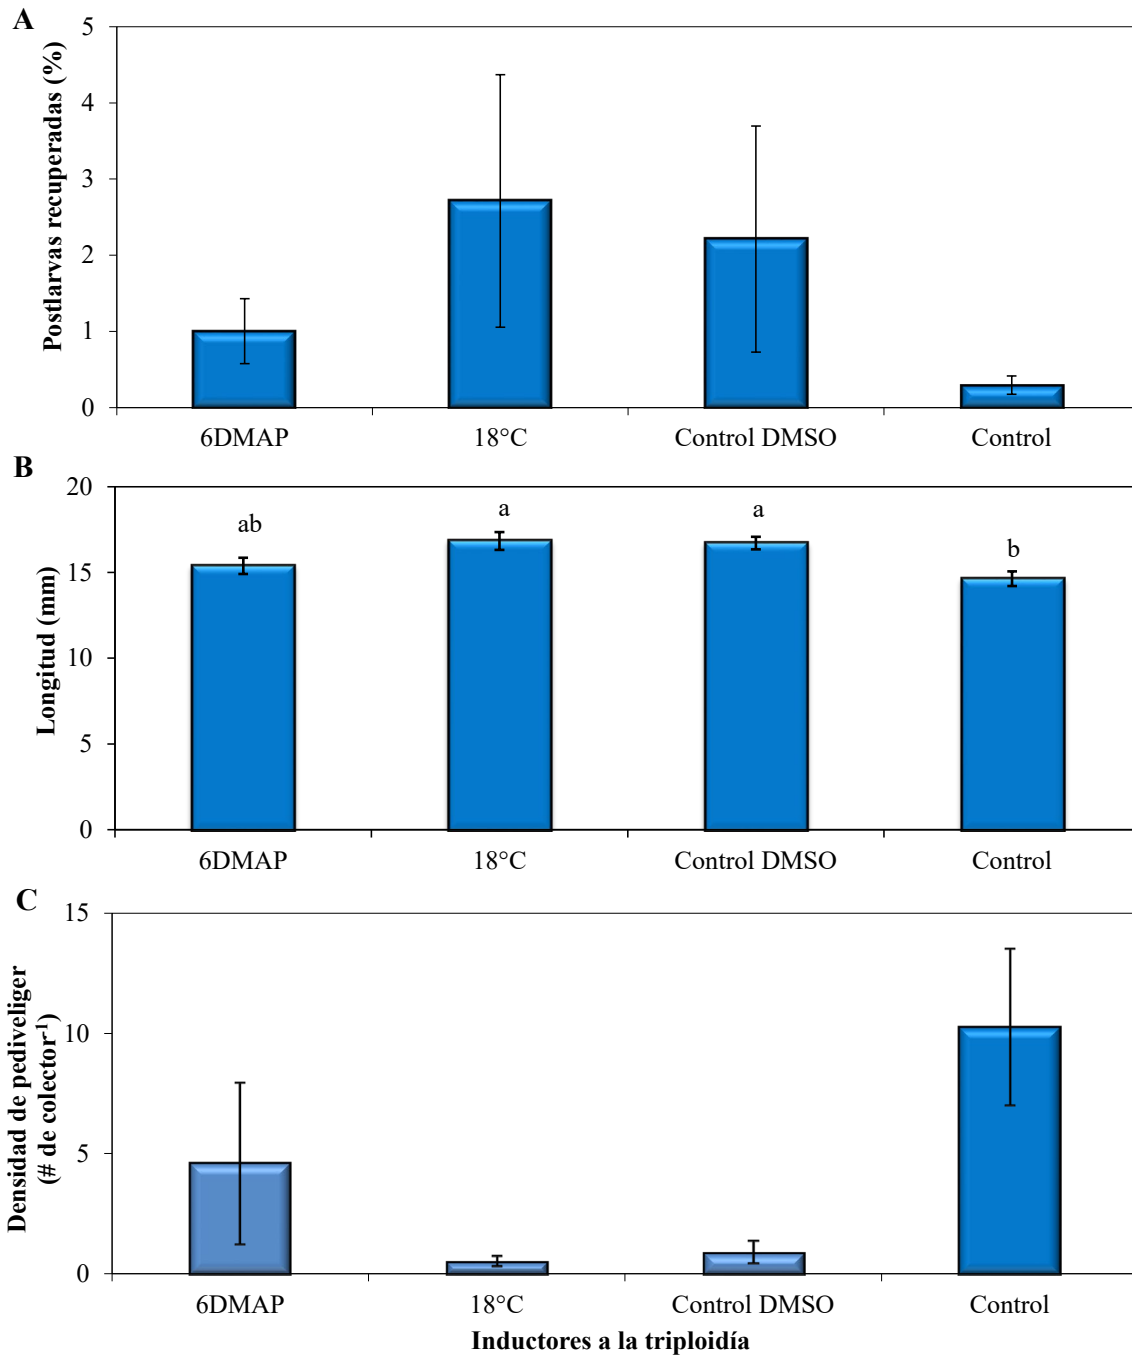 A
Postlarvas recuperadas (%)
5
4
3
2
1
0
6DMAP 18°C Control DMSO Control
B
Longitud (mm)
20
15
10
5
0
ab a a b
6DMAP 18°C Control DMSO Control
C
Densidad de pediveliger
(# de colector-1)
15
10
5
0
6DMAP 18°C Control DMSO Control
Inductores a la triploidía